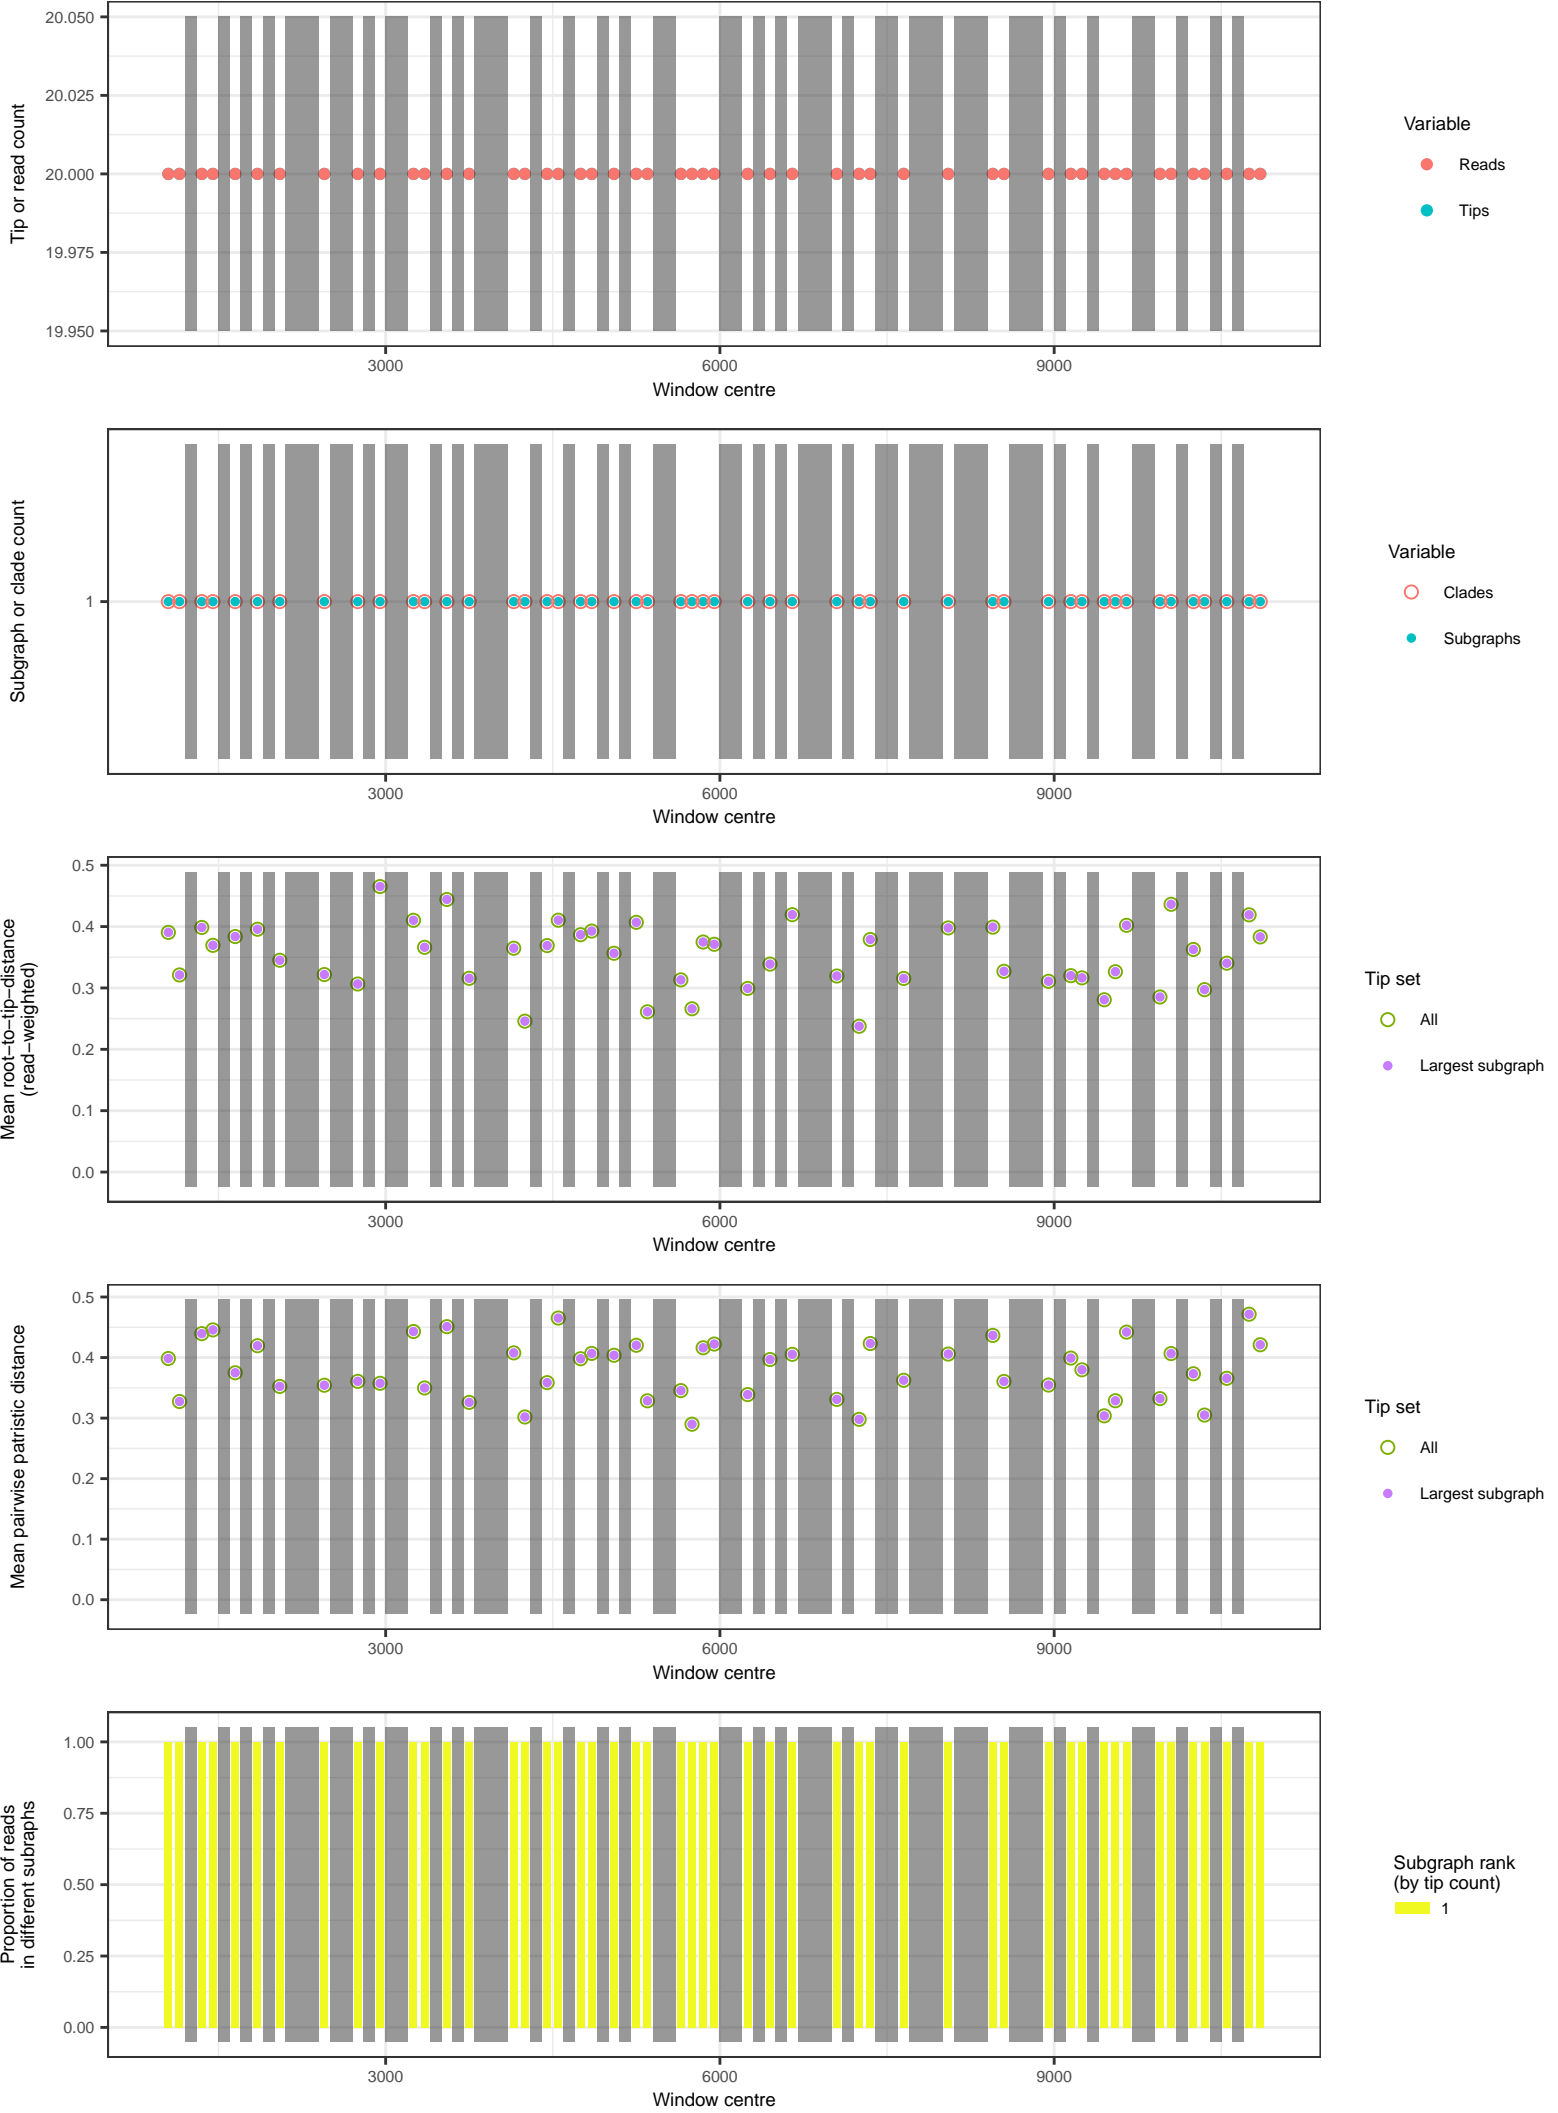 20.050
20.025
20.000
19.975
19.950
Tip or read count
3000
6000
9000
Window centre
Variable
Reads
Tips
Subgraph or clade count
1
3000
6000
9000
Window centre
Variable
Clades
Subgraphs
Mean root−to−tip−distance
(read−weighted)
0.5
0.4
0.3
0.2
0.1
0.0
3000
6000
9000
Window centre
Tip set
All
Largest subgraph
Mean pairwise patristic distance
0.5
0.4
0.3
0.2
0.1
0.0
3000
6000
9000
Window centre
Tip set
All
Largest subgraph
Proportion of reads
in different subraphs
1.00
0.75
0.50
0.25
0.00
3000
6000
9000
Window centre
Subgraph rank
(by tip count)
1